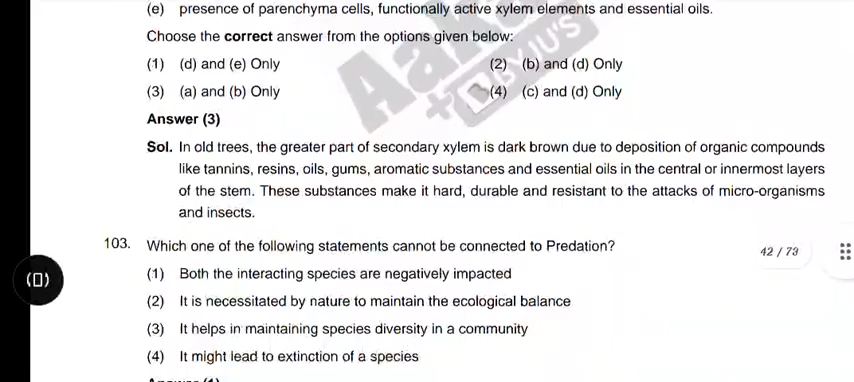 (e) presence of parenchyma cells, functionally active xylem elements and essential oils.
Choose the correct answer from the options given below:
(1) (d) and (e) Only (2) (b) and (d) Only
(3) (a) and (b) Only (4) (c) and (d) Only
Answer (3)
Sol. In old trees, the greater part of secondary xylem is dark brown due to deposition of organic compounds
like tannins, resins, oils, gums, aromatic substances and essential oils in the central or innermost layers
of the stem. These substances make it hard, durable and resistant to the attacks of micro-organisms
and insects.
103. Which one of the following statements cannot be connected to Predation?
42 / 73
(1) Both the interacting species are negatively impacted
(2) It is necessitated by nature to maintain the ecological balance
(3) It helps in maintaining species diversity in a community
(4) It might lead to extinction of a species